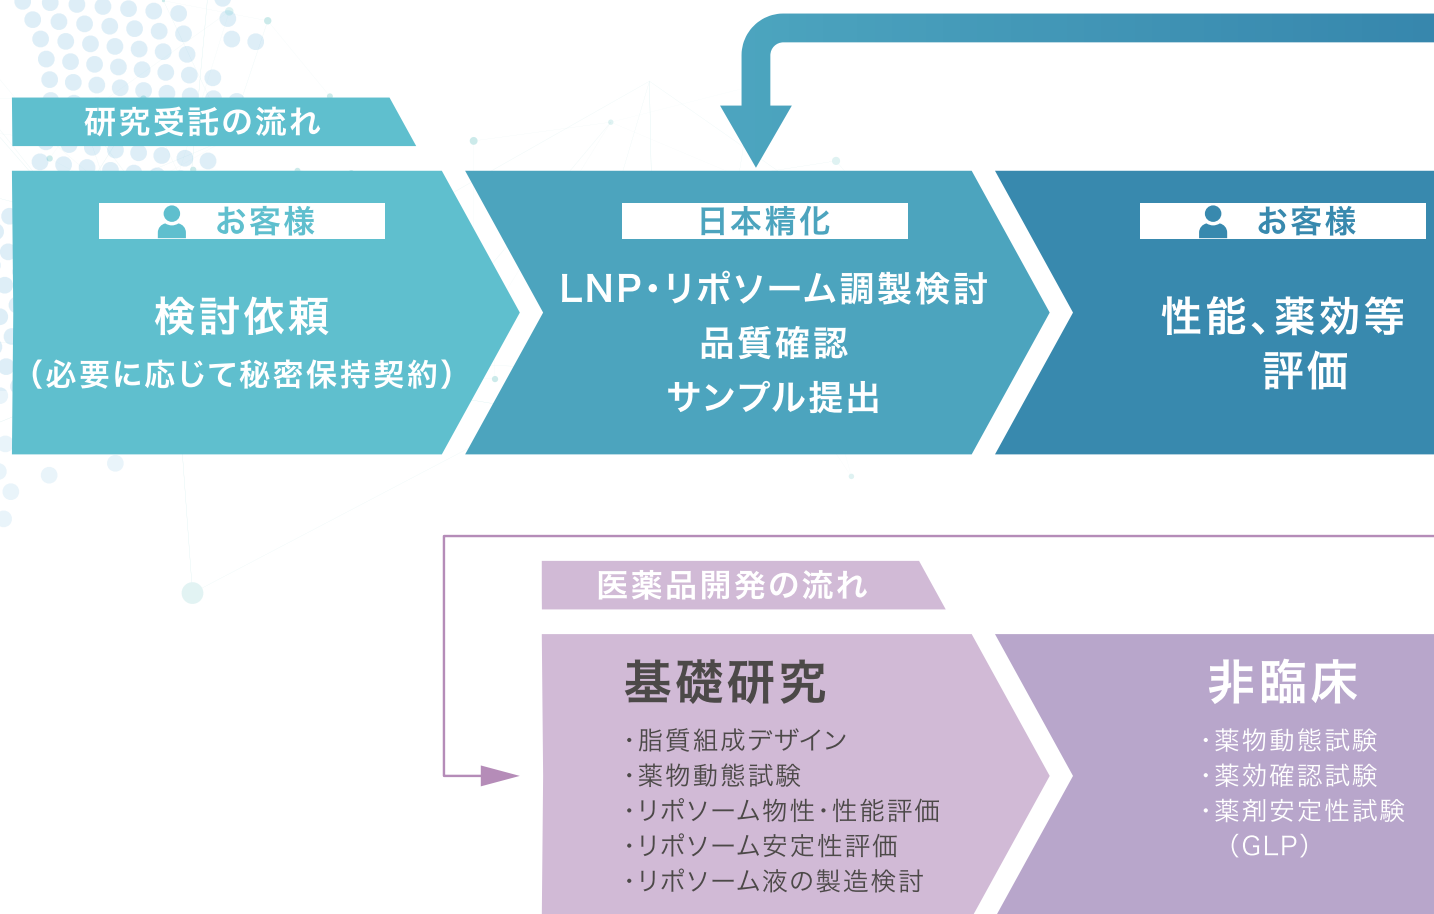 研究受託の流れ
お客様
検討依頼
（必要に応じて秘密保持契約）
日本精化
LNP・リポソーム調製検討
品質確認
サンプル提出
お客様
性能、薬効等
評価
医薬品開発の流れ
基礎研究
・脂質組成デザイン
・薬物動態試験
・リポソーム物性・性能評価
・リポソーム安定性評価
・リポソーム液の製造検討
非臨床
・薬物動態試験
・薬効確認試験
・薬剤安定性試験
（GLP）